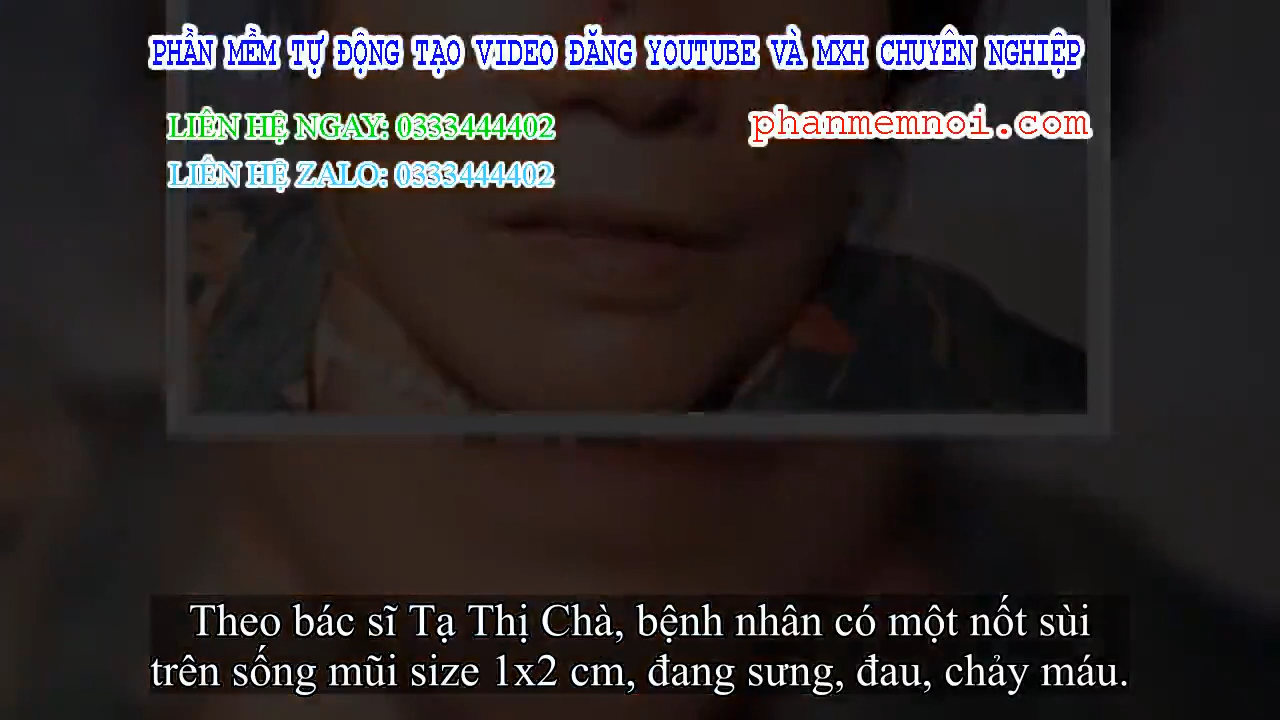 PHẦN MỀM TỰ ĐỘNG TẠO VIDEO ĐĂNG YOUTUBE VÀ MXH CHUYÊN NGHIỆP
LIÊN HỆ NGAY: 0333444402
phanmemnoi.com
LIÊN HỆ ZALO: 0333444402
Theo bác sĩ Tạ Thị Chà, bệnh nhân có một nốt sùi
trên sống mũi size 1x2 cm, đang sưng, đau, chảy máu.